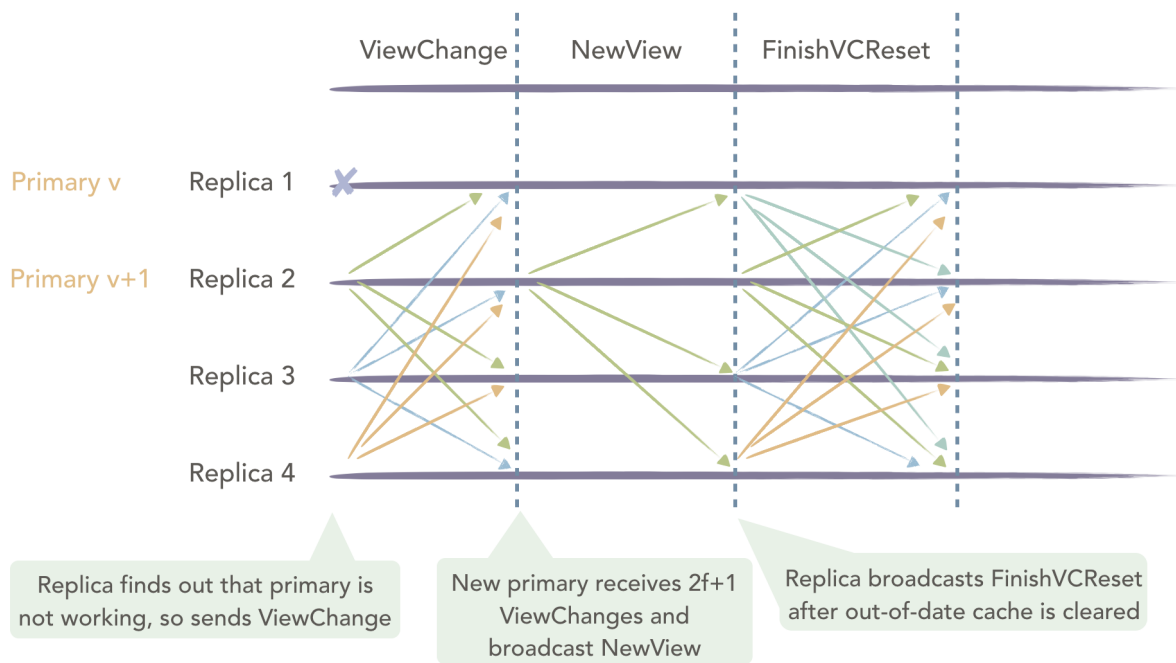 ViewChange
NewView
FinishVCReset
Primary v
Replica 1
Primary v+1
Replica 2
Replica 3
Replica 4
Replica finds out that primary is
not working, so sends ViewChange
New primary receives 2f+1
ViewChanges and
broadcast NewView
Replica broadcasts FinishVCReset
after out-of-date cache is cleared